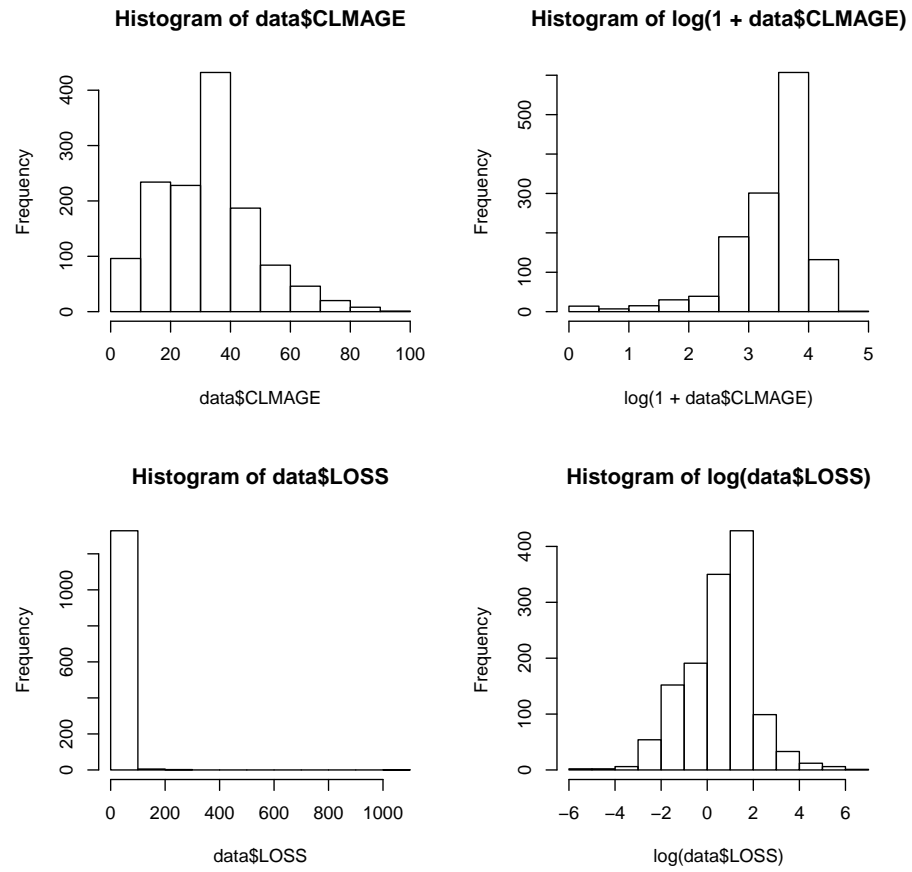 Histogram of data$CLMAGE
Frequency
0 100 200 300 400
0 20 40 60 80 100
data$CLMAGE
Histogram of log(1 + data$CLMAGE)
Frequency
0 100 300 500
0 1 2 3 4 5
log(1 + data$CLMAGE)
Histogram of data$LOSS
Frequency
0 200 600 1000
0 200 400 600 800 1000
data$LOSS
Histogram of log(data$LOSS)
Frequency
0 100 200 300 400
−6 −4 −2 0 2 4 6
log(data$LOSS)